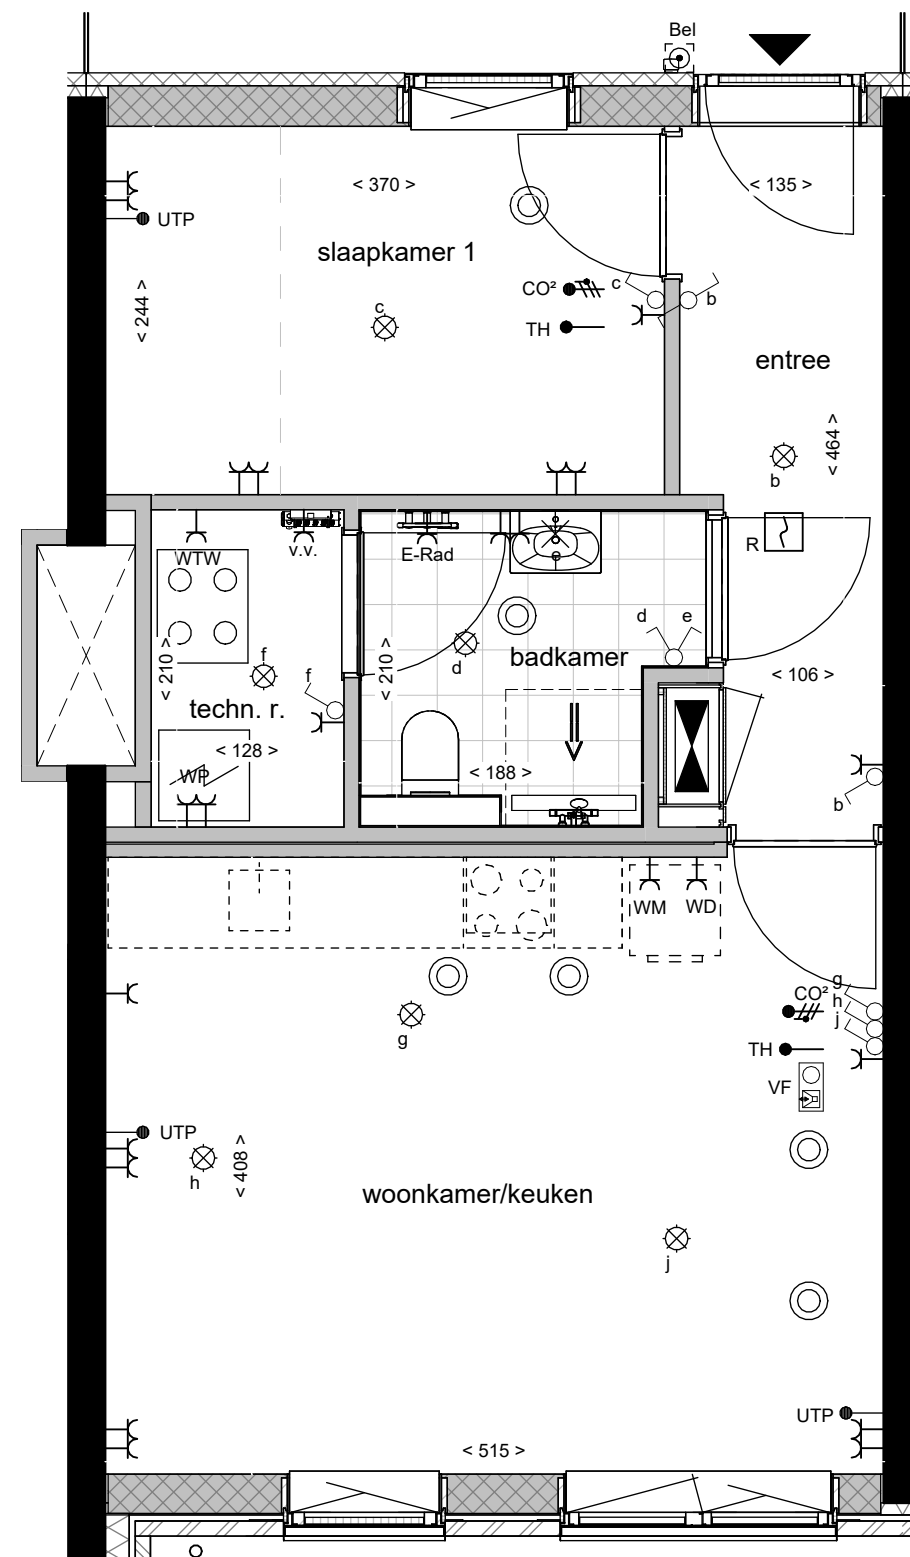 Bel
< 370 >
< 135 >
UTP
slaapkamer 1
CO²
c
b
< 244 >
c
TH
entree
< 464 >
b
WTW
v.v.
E-Rad
R
d
e
f
< 210 >
f
d
< 210 >
badkamer
< 106 >
techn. r.
< 128 >
WP
< 188 >
b
WM
WD
g
CO²
h
j
g
TH
VF
UTP
h
< 408 >
woonkamer/keuken
j
UTP
< 515 >